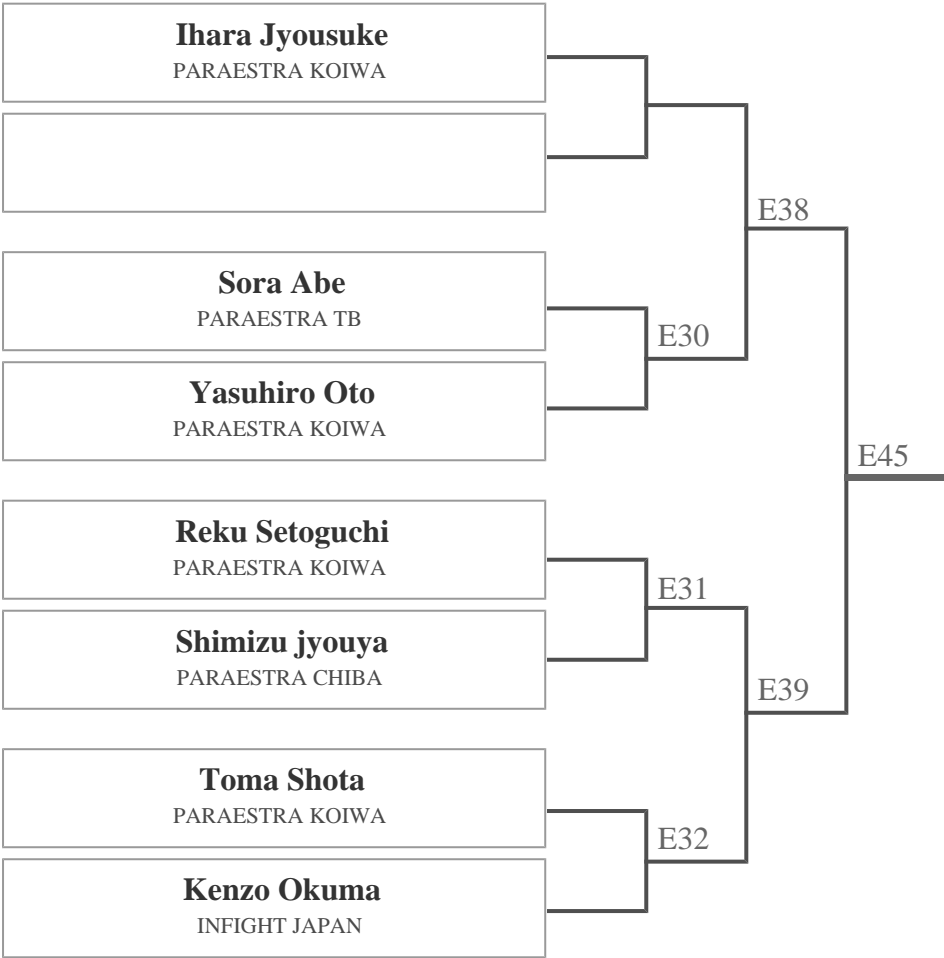 Ihara Jyousuke
PARAESTRA KOIWA
E38
Sora Abe
PARAESTRA TB
E30
Yasuhiro Oto
PARAESTRA KOIWA
E45
Reku Setoguchi
PARAESTRA KOIWA
E31
Shimizu jyouya
PARAESTRA CHIBA
E39
Toma Shota
PARAESTRA KOIWA
E32
Kenzo Okuma
INFIGHT JAPAN